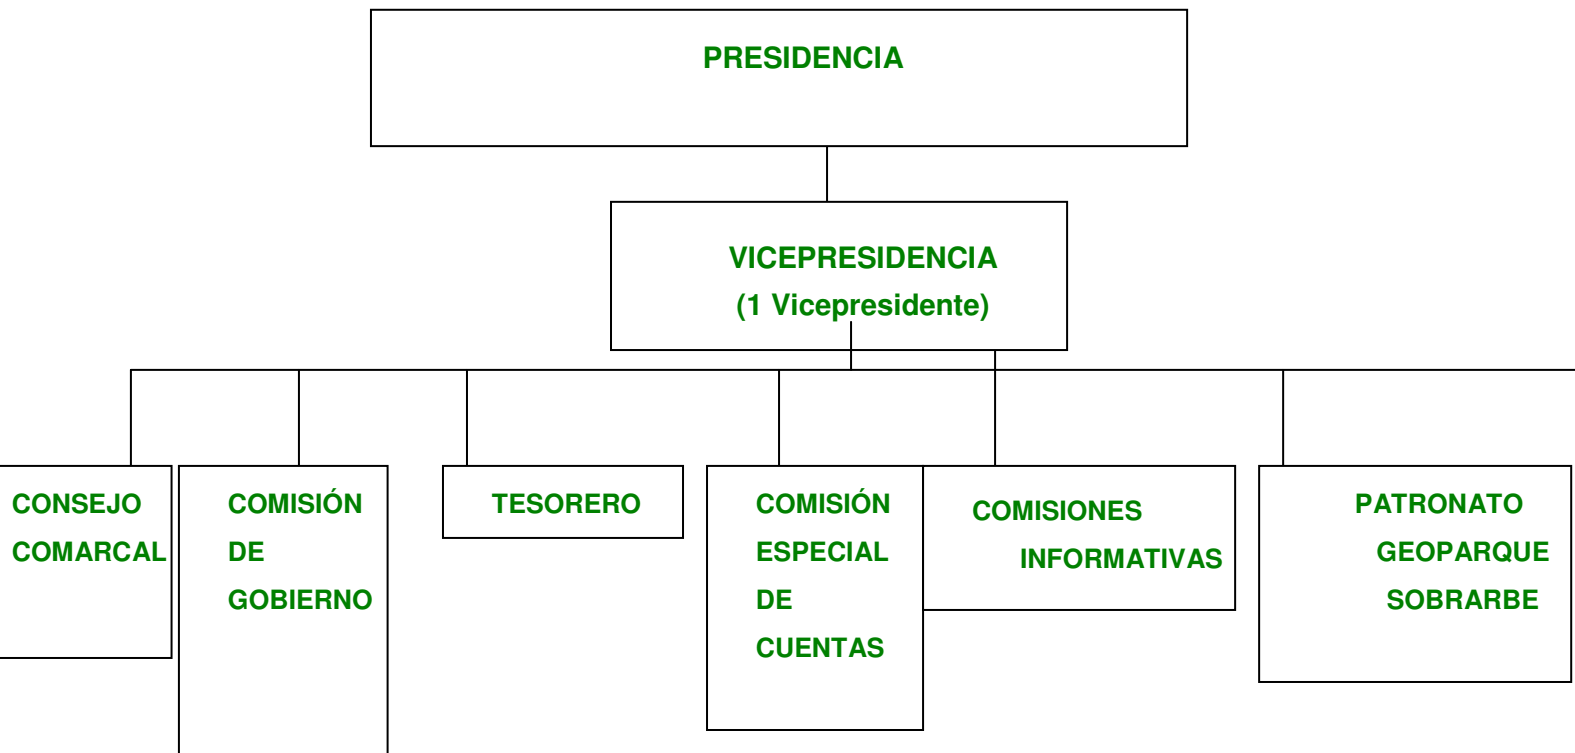 PRESIDENCIA
VICEPRESIDENCIA
(1 Vicepresidente)
CONSEJO
COMARCAL
COMISIÓN
DE
GOBIERNO
TESORERO
COMISIÓN
ESPECIAL
DE
CUENTAS
COMISIONES
INFORMATIVAS
PATRONATO
GEOPARQUE
SOBRARBE